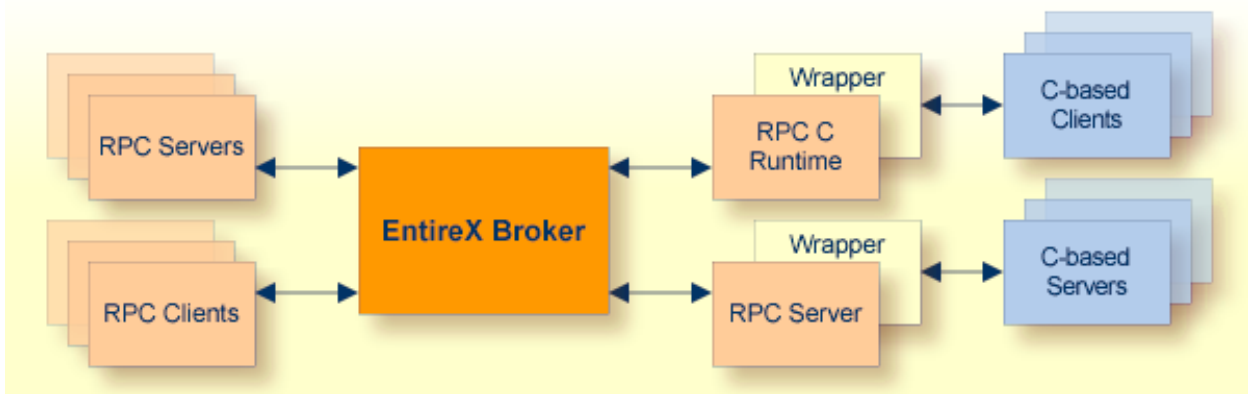 RPC Servers
RPC Clients
EntireX Broker
Wrapper
RPC C
Runtime
Wrapper
RPC Server
C-based
Clients
C-based
Servers